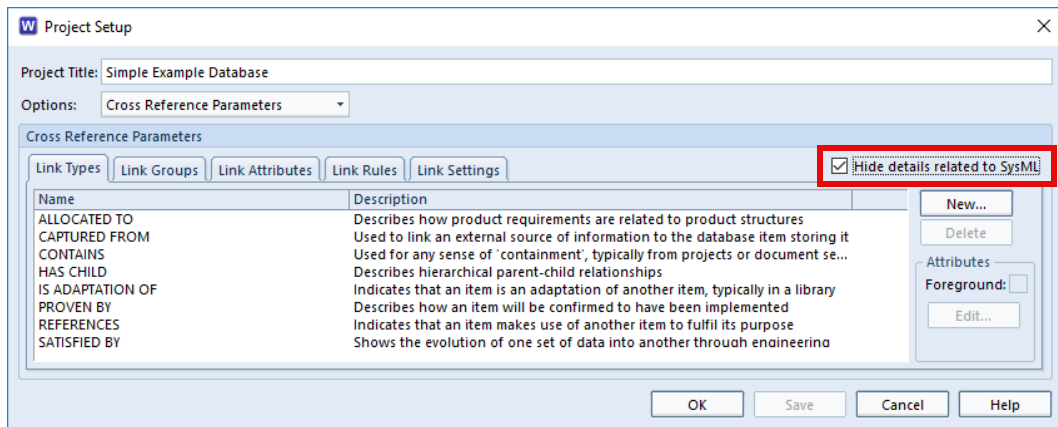 W Project Setup
Project Title: Simple Example Database
Options: Cross Reference Parameters
Cross Reference Parameters
Link Types Link Groups Link Attributes Link Rules Link Settings Hide details related to SysML
Name Description
ALLOCATED TO Describes how product requirements are related to product structures
CAPTURED FROM Used to link an external source of information to the database item storing it
CONTAINS Used for any sense of 'containment', typically from projects or document se...
HAS CHILD Describes hierarchical parent-child relationships
IS ADAPTATION OF Indicates that an item is an adaptation of another item, typically in a library
PROVEN BY Describes how an item will be confirmed to have been implemented
REFERENCES Indicates that an item makes use of another item to fulfil its purpose
SATISFIED BY Shows the evolution of one set of data into another through engineering
New...
Delete
Attributes
Foreground:
Edit...
OK Save Cancel Help